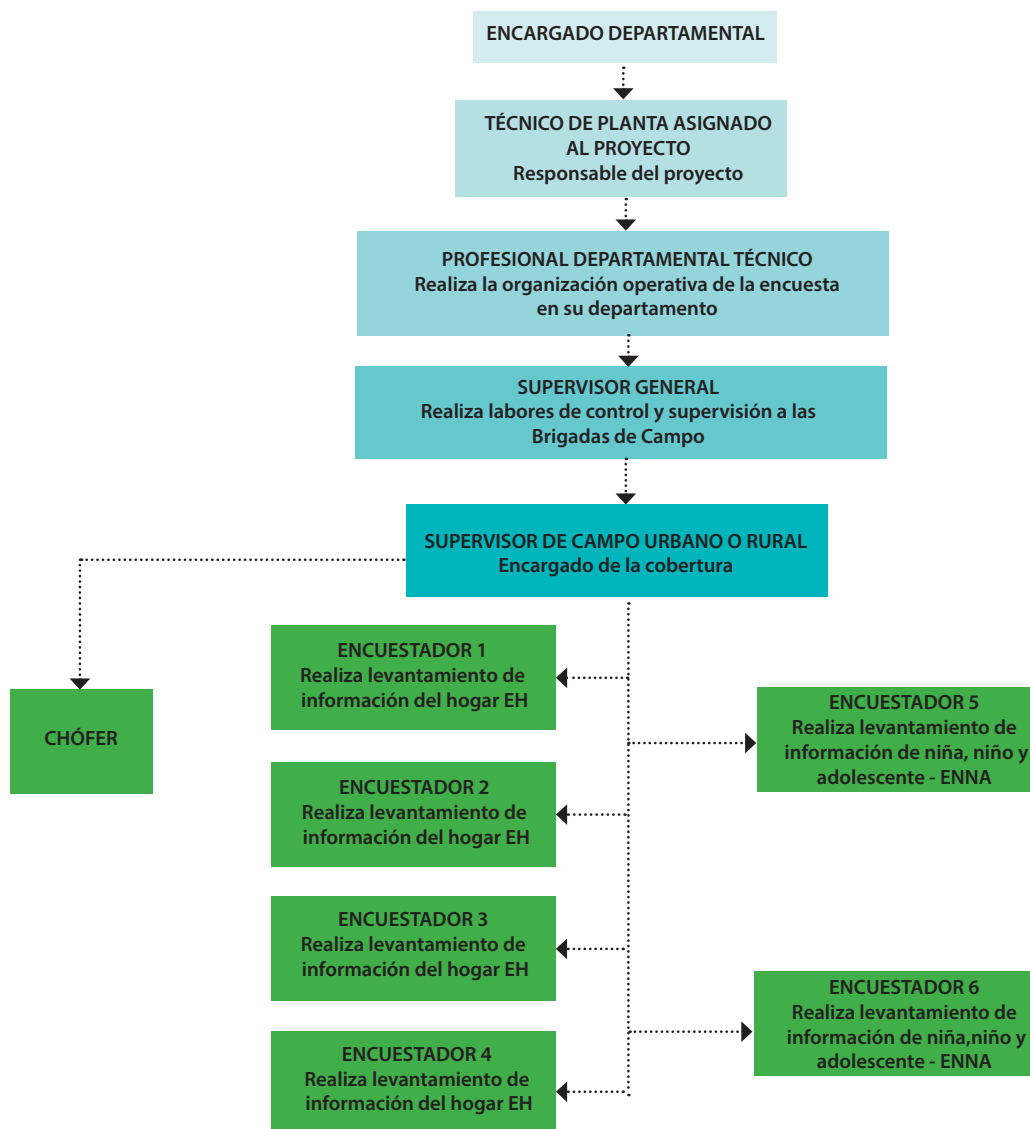 ENCARGADO DEPARTAMENTAL
TÉCNICO DE PLANTA ASIGNADO
AL PROYECTO
Responsable del proyecto
PROFESIONAL DEPARTAMENTAL TÉCNICO
Realiza la organización operativa de la encuesta
en su departamento
SUPERVISOR GENERAL
Realiza labores de control y supervisión a las
Brigadas de Campo
SUPERVISOR DE CAMPO URBANO O RURAL
Encargado de la cobertura
CHÓFER
ENCUESTADOR 1
Realiza levantamiento de
información del hogar EH
ENCUESTADOR 2
Realiza levantamiento de
información del hogar EH
ENCUESTADOR 3
Realiza levantamiento de
información del hogar EH
ENCUESTADOR 4
Realiza levantamiento de
información del hogar EH
ENCUESTADOR 5
Realiza levantamiento de
información de niña, niño y
adolescente - ENNA
ENCUESTADOR 6
Realiza levantamiento de
información de niña,niño y
adolescente - ENNA